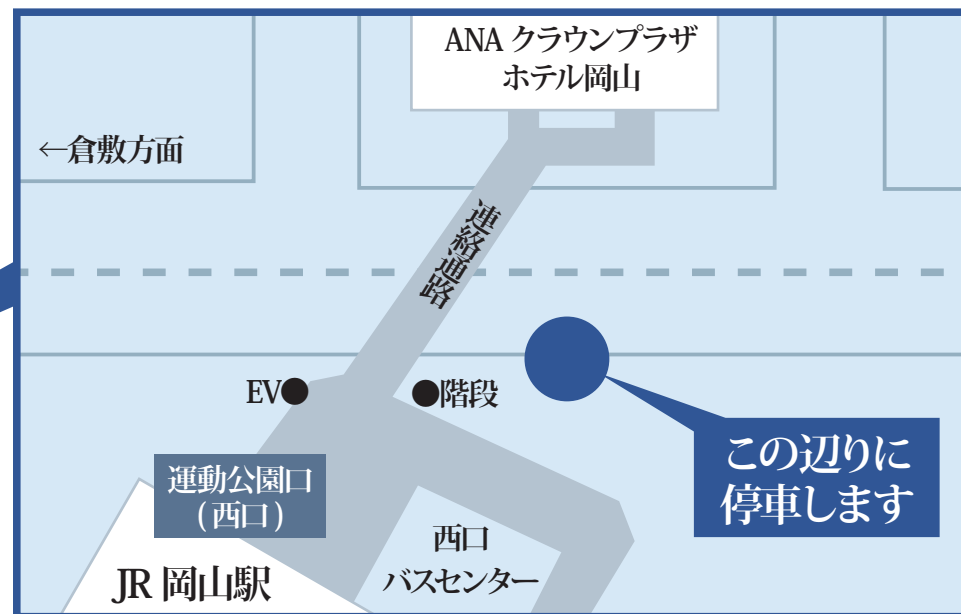 ANA クラウンプラザ
ホテル岡山
←倉敷方面
連絡通路
EV●
●階段
この辺りに
停車します
運動公園口
(西口)
西口
バスセンター
JR 岡山駅